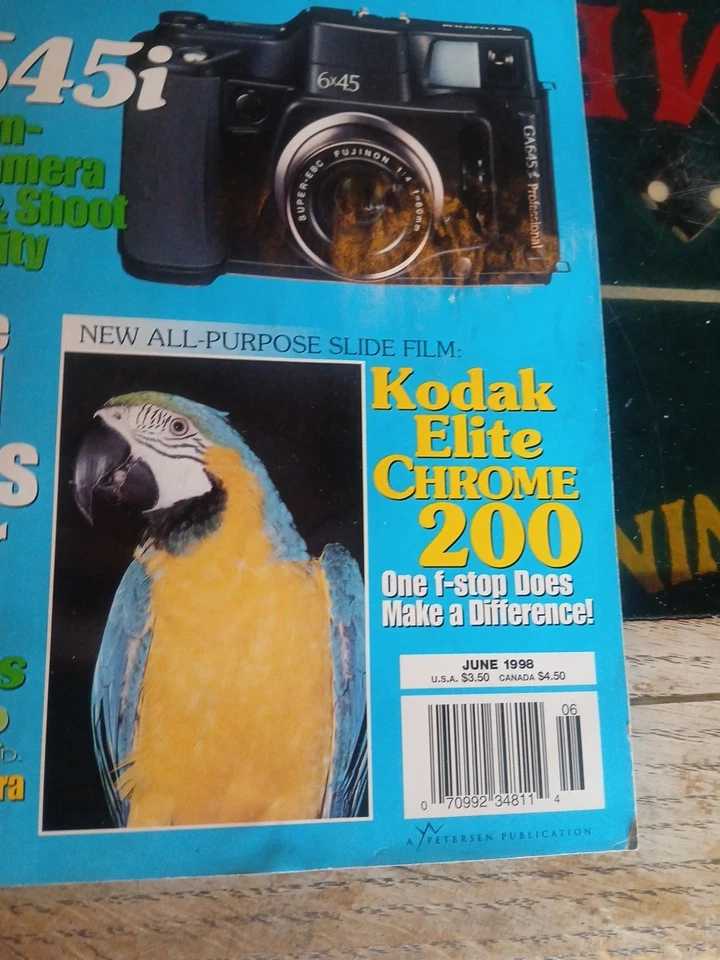 645i
6x45
SUPER-EBC FUJINON 1:4 f=60mm
GA645i Professional
mera
& Shoot
ity
NEW ALL-PURPOSE SLIDE FILM:
Kodak
Elite
CHROME
200
One f-stop Does
Make a Difference!
JUNE 1998
U.S.A. $3.50 CANADA $4.50
06
0 70992 34811 4
A PETERSEN PUBLICATION